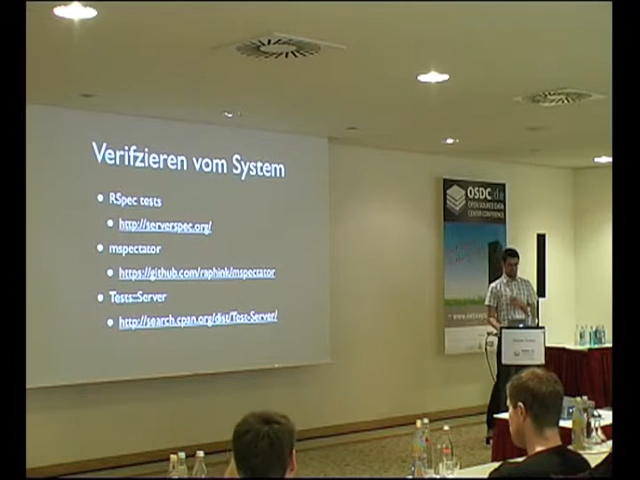 Verifzieren vom System
RSpec tests
http://serverspec.org/
mspectator
https://github.com/raphink/mspectator
Tests::Server
http://search.cpan.org/dist/Test-Server/
OSDC.de
OPEN SOURCE DATA
CENTER CONFERENCE